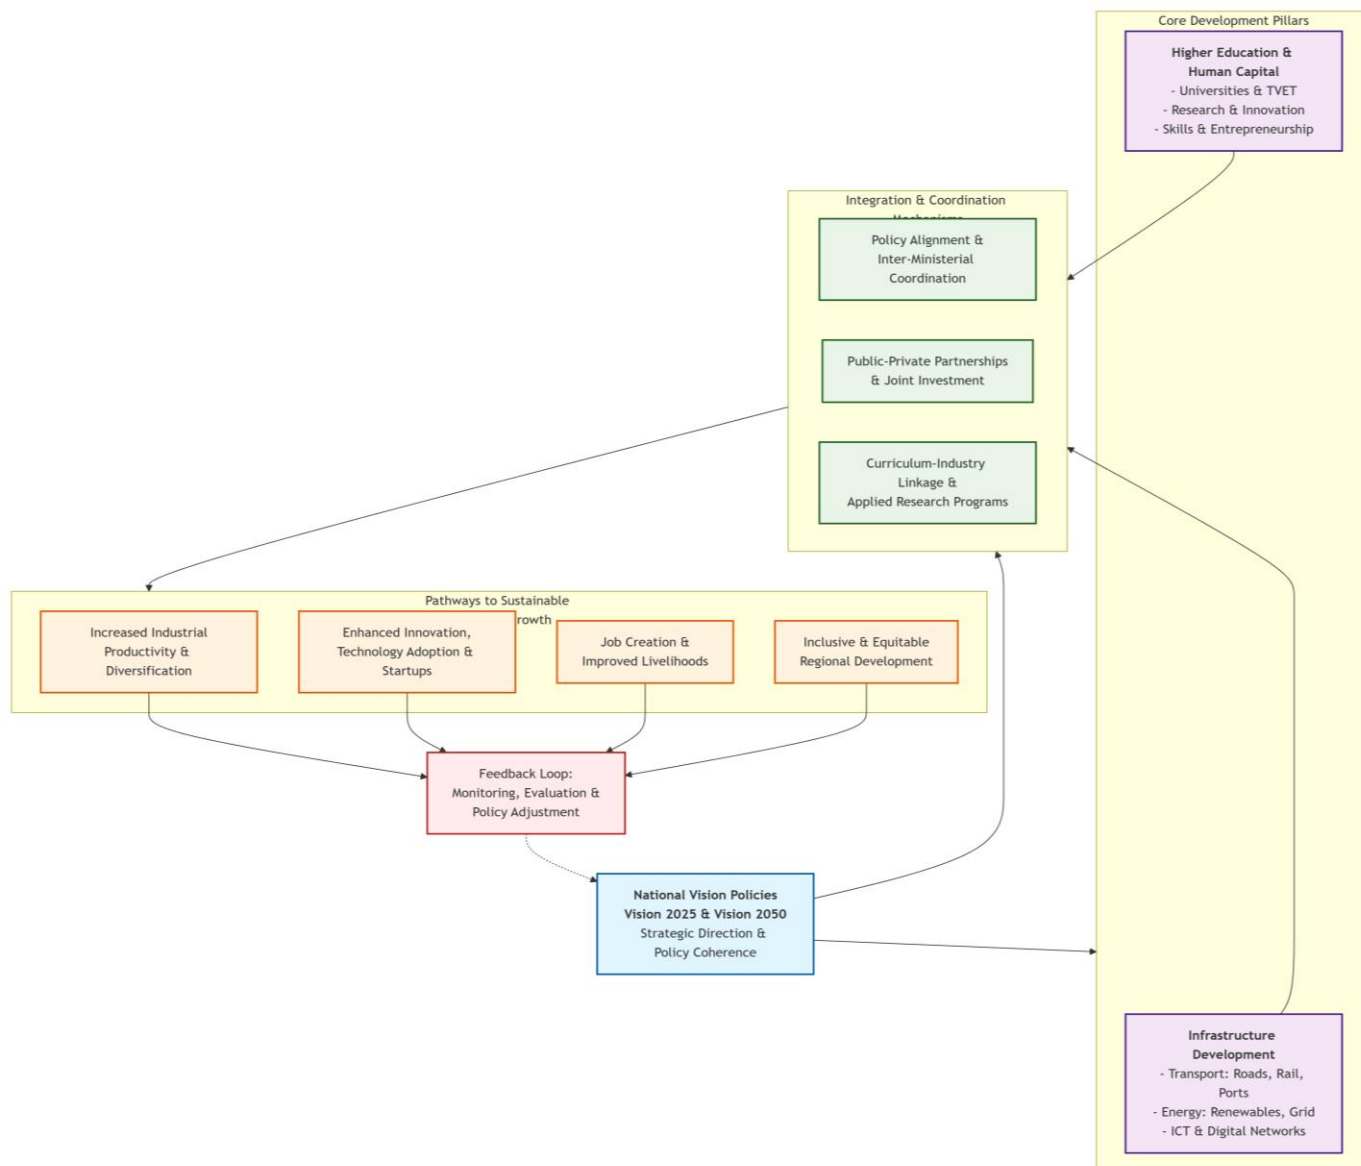 Core Development Pillars
Higher Education &
Human Capital
- Universities & TVET
- Research & Innovation
- Skills & Entrepreneurship
Integration & Coordination
Policy Alignment &
Inter-Ministerial
Coordination
Public-Private Partnerships
& Joint Investment
Curriculum-Industry
Linkage &
Applied Research Programs
Pathways to Sustainable
rowth
Increased Industrial
Productivity &
Diversification
Enhanced Innovation,
Technology Adoption &
Startups
Job Creation &
Improved Livelihoods
Inclusive & Equitable
Regional Development
Feedback Loop:
Monitoring, Evaluation &
Policy Adjustment
National Vision Policies
Vision 2025 & Vision 2050
Strategic Direction &
Policy Coherence
Infrastructure
Development
- Transport: Roads, Rail,
Ports
- Energy: Renewables, Grid
- ICT & Digital Networks